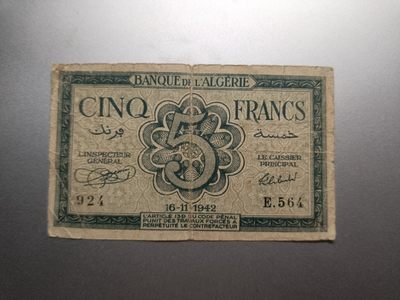 BANQUE DE L'ALGÉRIE
CINQ 5 FRANCS
فرنك خمسة
L'INSPECTEUR GÉNÉRAL
LE CAISSIER PRINCIPAL
924
E.564
16-11-1942
L'ARTICLE 139 DU CODE PÉNAL
PUNIT DES TRAVAUX FORCÉS À
PERPÉTUITÉ LE CONTREFACTEUR